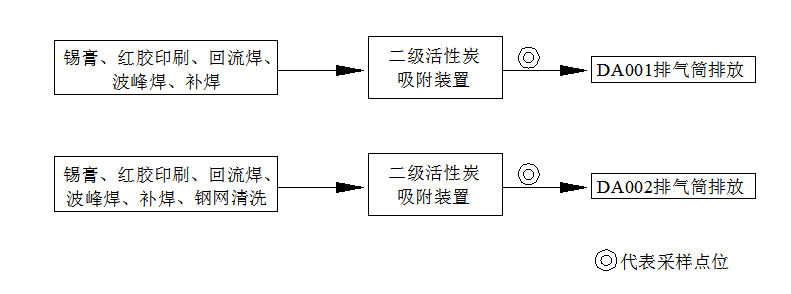 锡膏、红胶印刷、回流焊、
波峰焊、补焊
二级活性炭
吸附装置
DA001排气筒排放
锡膏、红胶印刷、回流焊、
波峰焊、补焊、钢网清洗
二级活性炭
吸附装置
DA002排气筒排放
代表采样点位